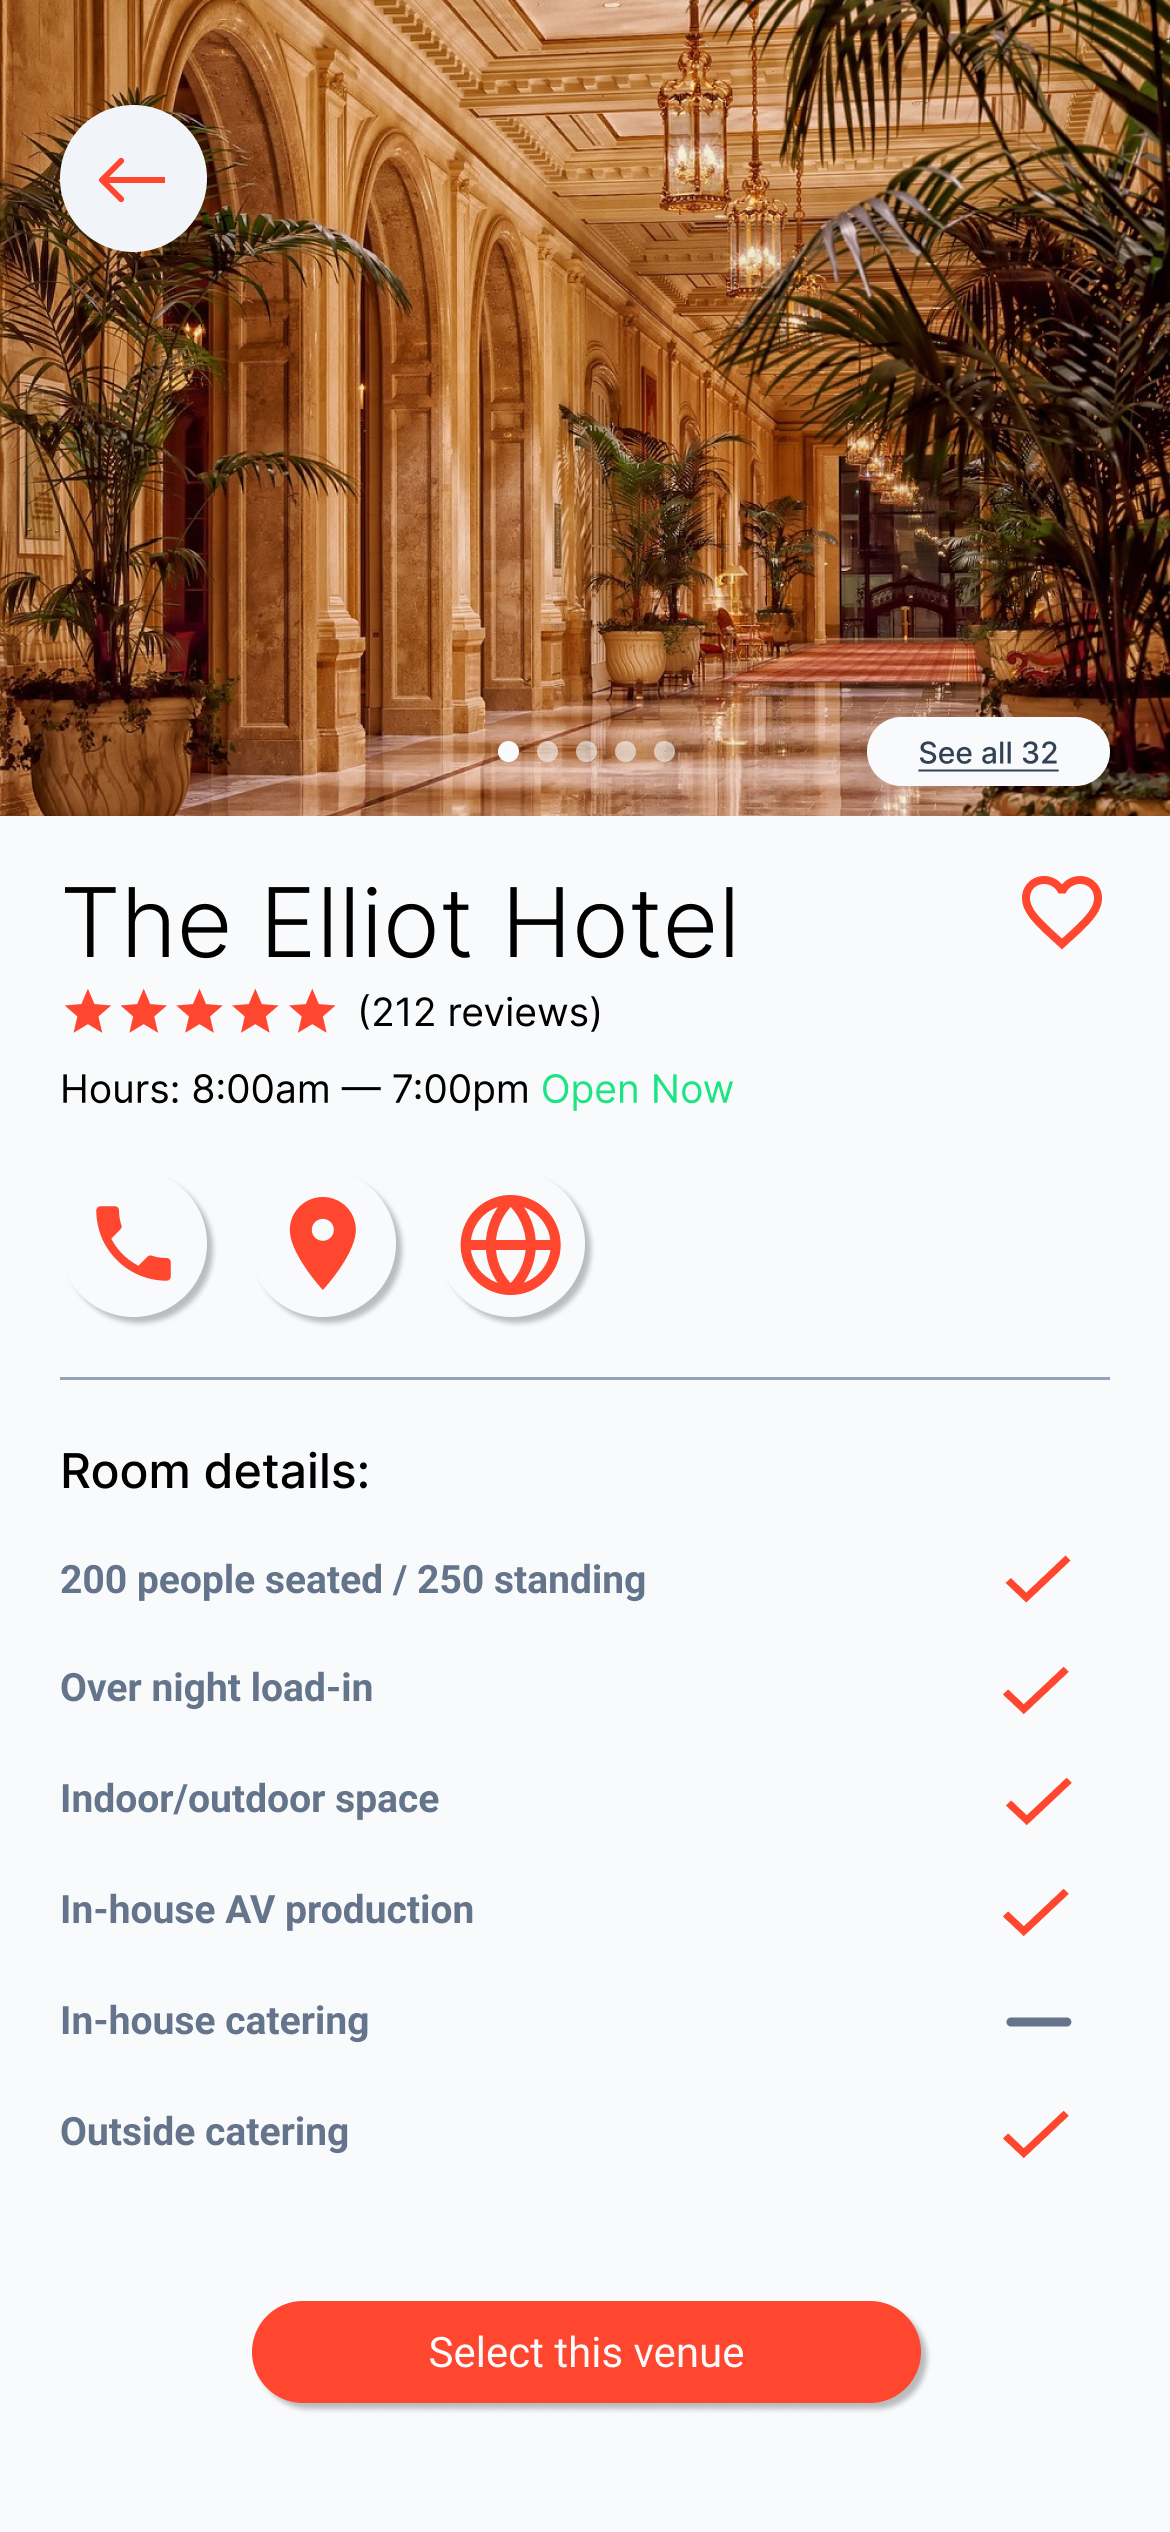 See all 32
The Elliot Hotel
(212 reviews)
Hours: 8:00am — 7:00pm Open Now
Room details:
200 people seated / 250 standing
Over night load-in
Indoor/outdoor space
In-house AV production
In-house catering
Outside catering
Select this venue